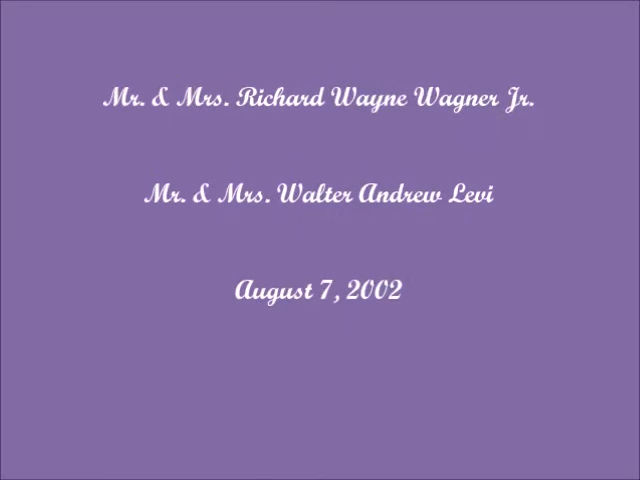 Mr. & Mrs. Richard Wayne Wagner Jr.
Mr. & Mrs. Walter Andrew Levi
August 7, 2002